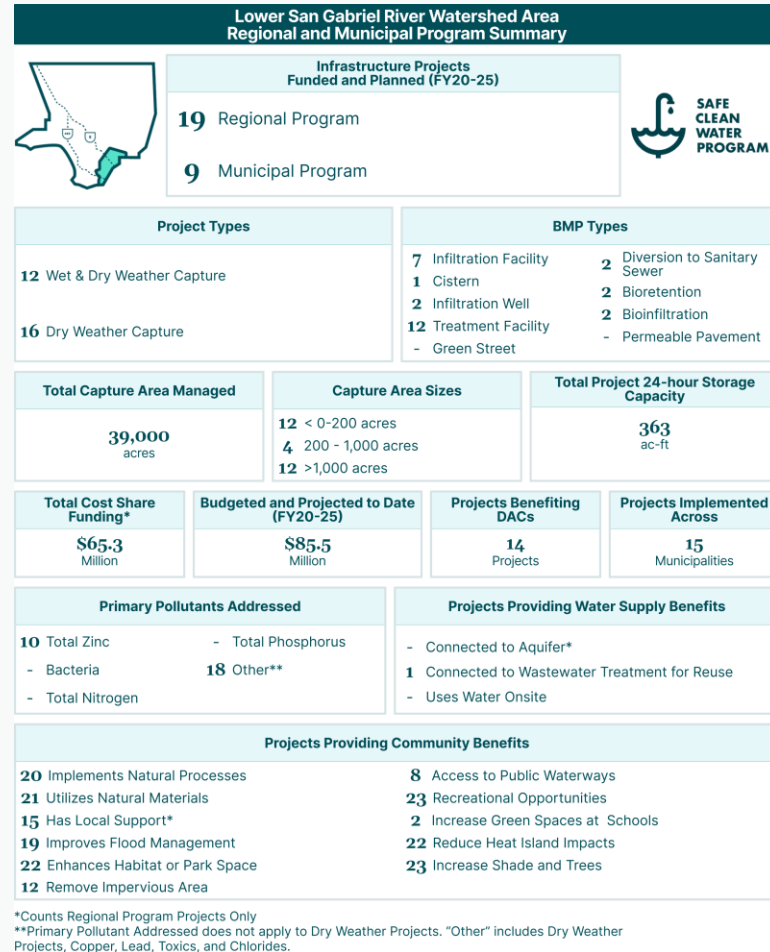 Lower San Gabriel River Watershed Area
Regional and Municipal Program Summary
Infrastructure Projects
Funded and Planned (FY20-25)
19 Regional Program
9 Municipal Program
SAFE
CLEAN
WATER
PROGRAM
Project Types
12 Wet & Dry Weather Capture
16 Dry Weather Capture
BMP Types
7 Infiltration Facility
1 Cistern
2 Infiltration Well
12 Treatment Facility
- Green Street
2 Diversion to Sanitary
Sewer
2 Bioretention
2 Bioinfiltration
- Permeable Pavement
Total Capture Area Managed
39,000
acres
Capture Area Sizes
12 < 0-200 acres
4 200 - 1,000 acres
12 >1,000 acres
Total Project 24-hour Storage
Capacity
363
ac-ft
Total Cost Share
Funding*
$65.3
Million
Budgeted and Projected to Date
(FY20-25)
$85.5
Million
Projects Benefiting
DACs
14
Projects
Projects Implemented
Across
15
Municipalities
Primary Pollutants Addressed
10 Total Zinc
- Bacteria
- Total Nitrogen
- Total Phosphorus
18 Other**
Projects Providing Water Supply Benefits
- Connected to Aquifer*
1 Connected to Wastewater Treatment for Reuse
- Uses Water Onsite
Projects Providing Community Benefits
20 Implements Natural Processes
21 Utilizes Natural Materials
15 Has Local Support*
19 Improves Flood Management
22 Enhances Habitat or Park Space
12 Remove Impervious Area
8 Access to Public Waterways
23 Recreational Opportunities
2 Increase Green Spaces at Schools
22 Reduce Heat Island Impacts
23 Increase Shade and Trees
*Counts Regional Program Projects Only
**Primary Pollutant Addressed does not apply to Dry Weather Projects. "Other" includes Dry Weather
Projects, Copper, Lead, Toxics, and Chlorides.